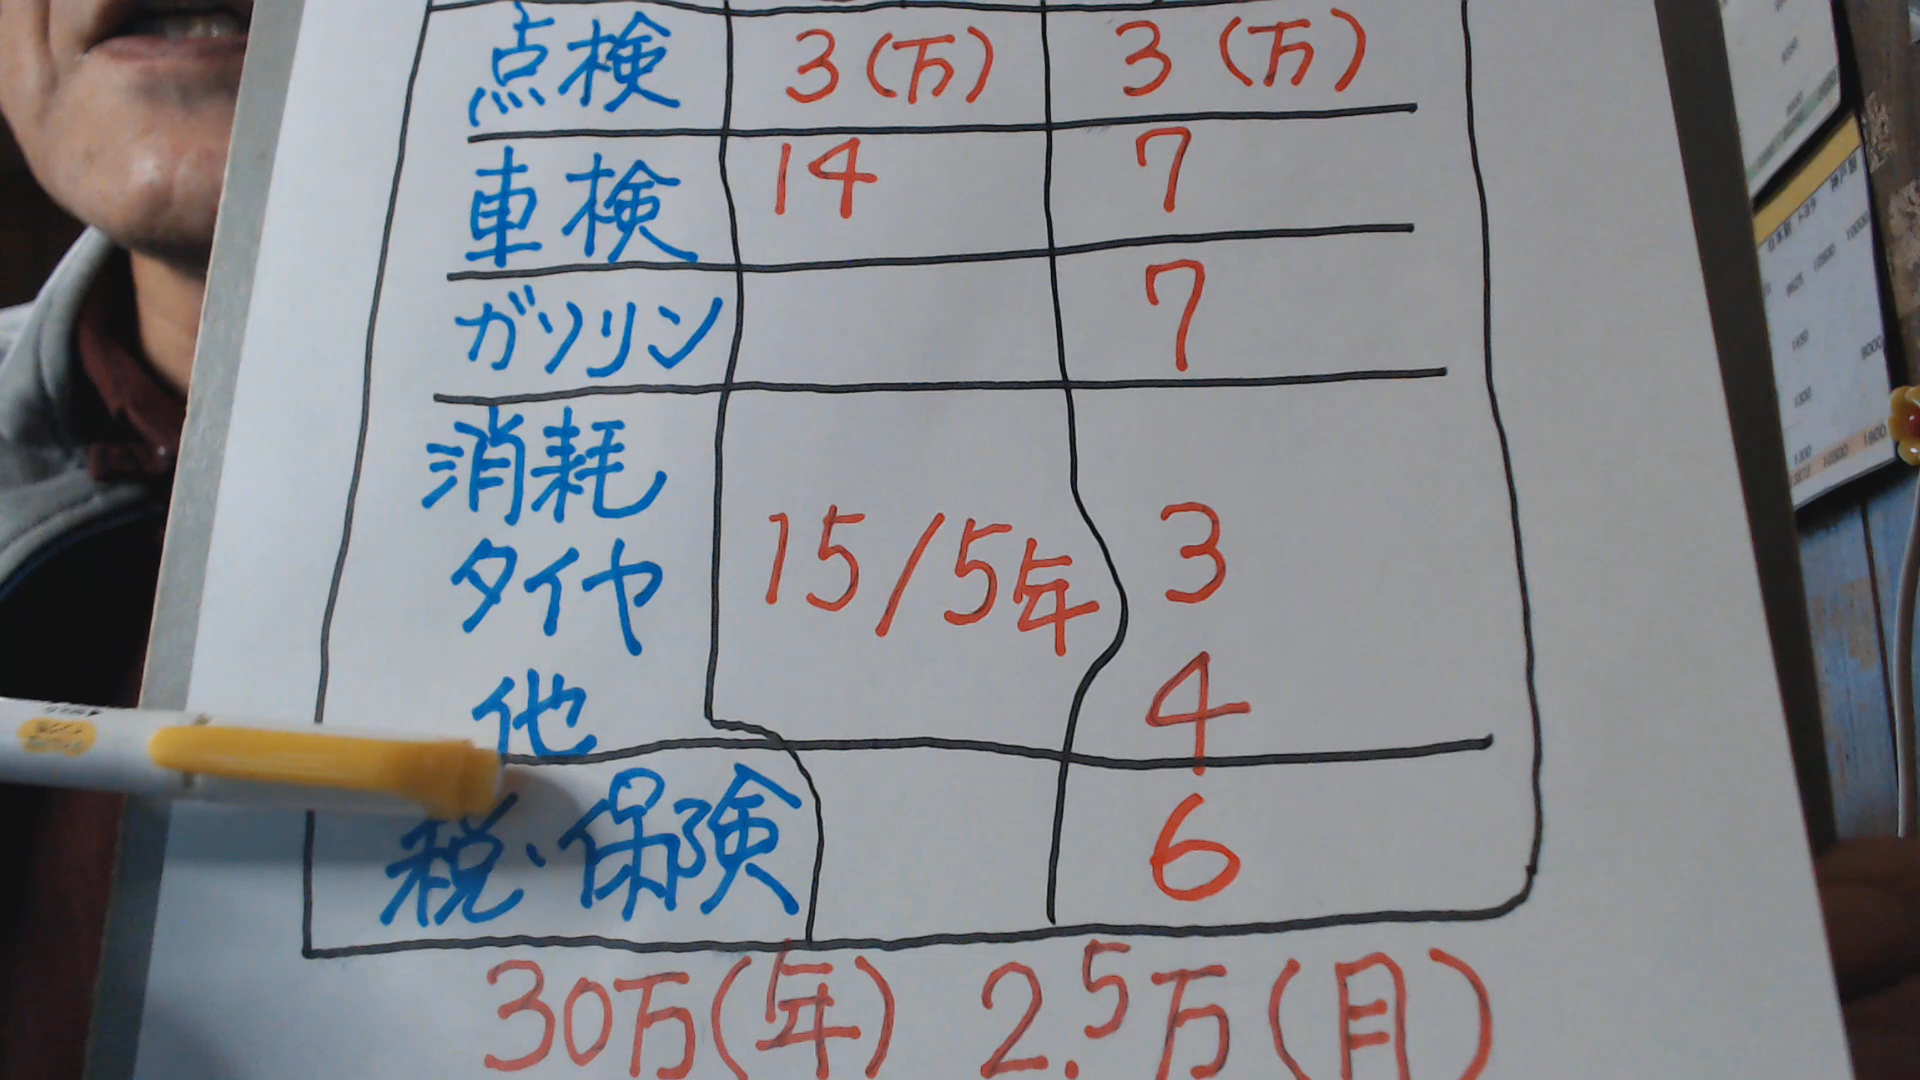 点検 3(万) 3(万)
車検 14 7
ガソリン 7
消耗
タイヤ 15/5年 3
他 4
税・保険 6
30万(年) 2.5万(月)